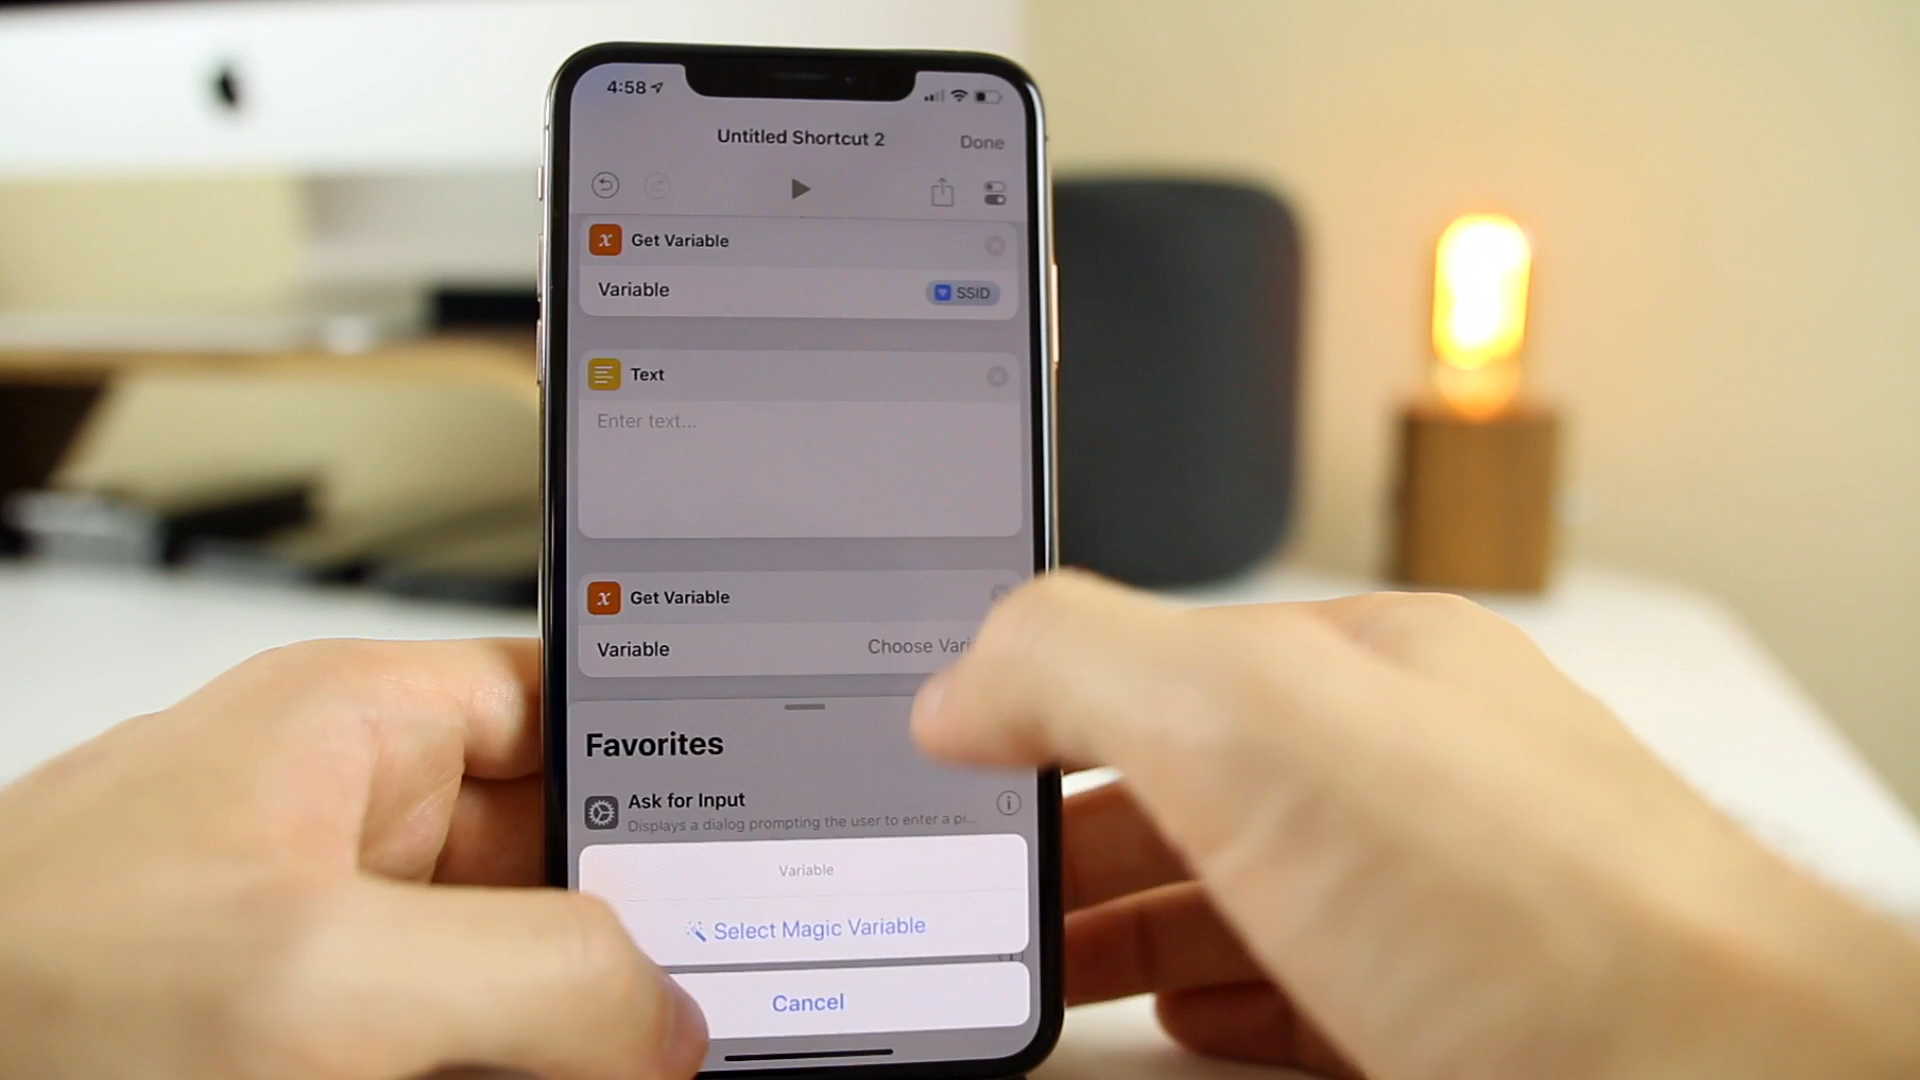 4:58
Untitled Shortcut 2
Done
x Get Variable
Variable
SSID
Text
Enter text...
x Get Variable
Variable
Choose Vari
Favorites
Ask for Input
Displays a dialog prompting the user to enter a pi...
Variable
Select Magic Variable
Cancel